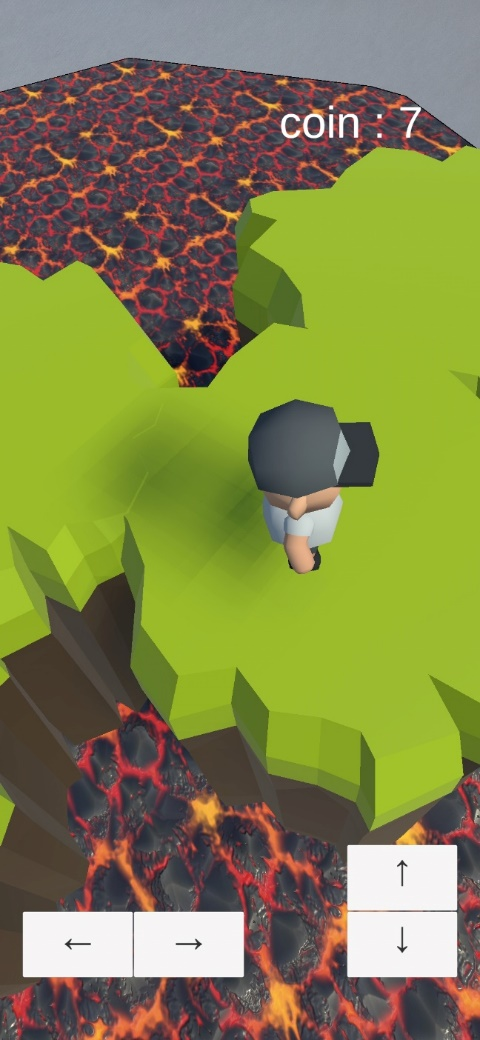 coin : 7
↑
← → ↓